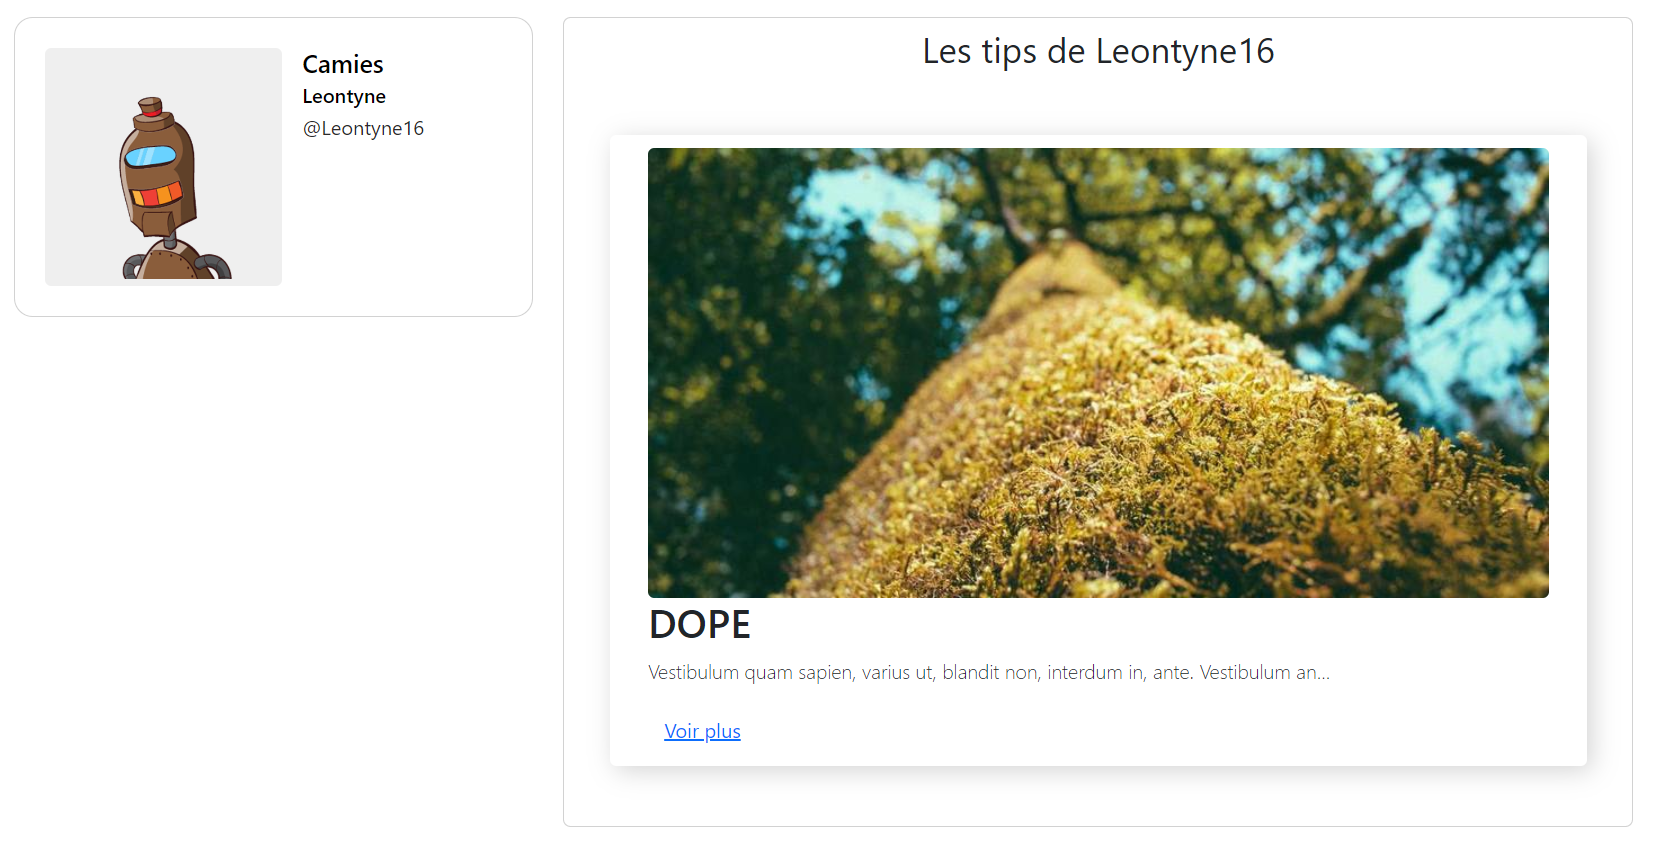 Camies
Leontyne
@Leontyne16
Les tips de Leontyne16
DOPE
Vestibulum quam sapien, varius ut, blandit non, interdum in, ante. Vestibulum an...
Voir plus